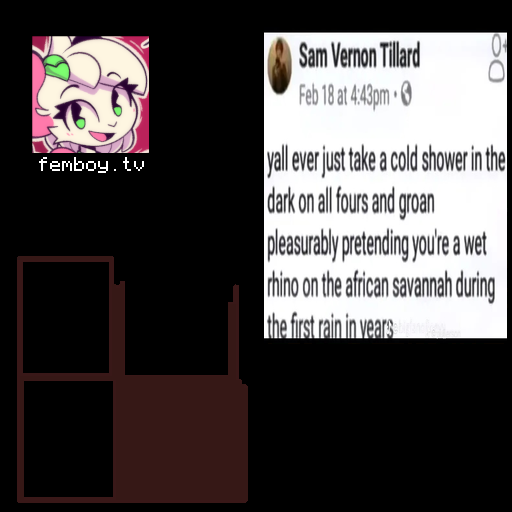 Sam Vernon Tillard
Feb 18 at 4:43pm •
femboy.tv
yall ever just take a cold shower in the
dark on all fours and groan
pleasurably pretending you're a wet
rhino on the african savannah during
the first rain in years